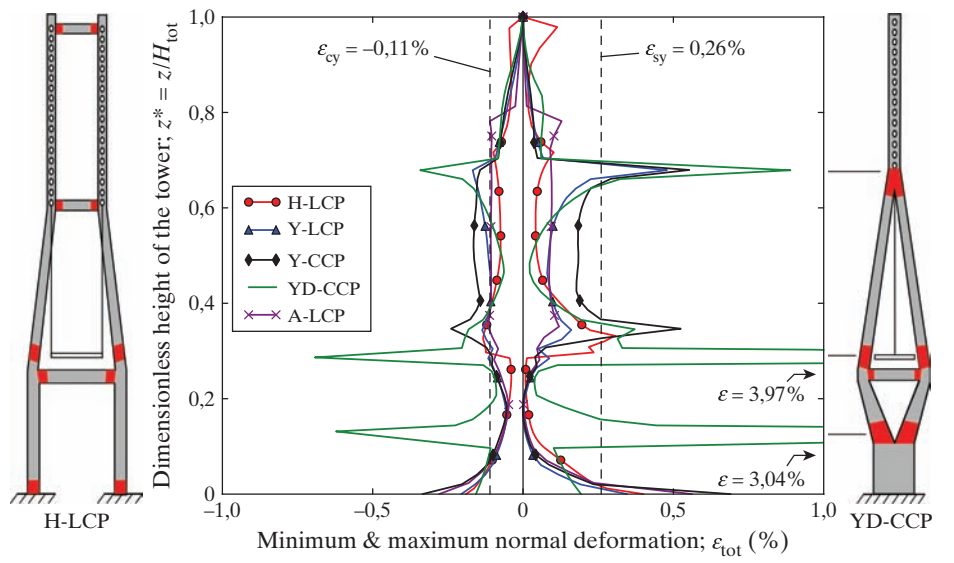 Dimensionless height of the tower; z* = z/H_tot
1,0
0,8
0,6
0,4
0,2
0
ε_cy = −0,11%
ε_sy = 0,26%
H-LCP
Y-LCP
Y-CCP
YD-CCP
A-LCP
ε = 3,97%
ε = 3,04%
−1,0
−0,5
0
0,5
1,0
Minimum & maximum normal deformation; ε_tot (%)
H-LCP
YD-CCP